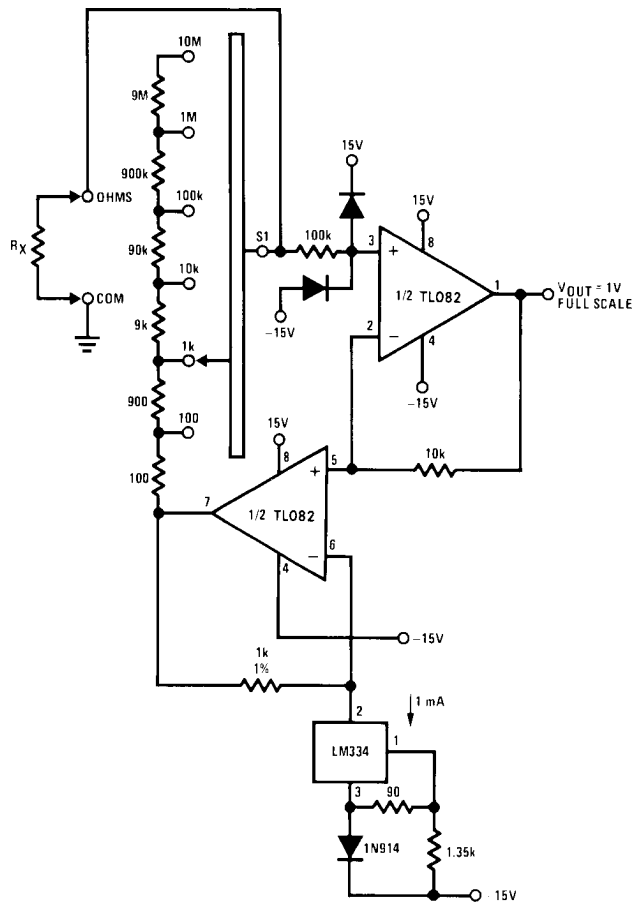 10M
9M
1M
900k
100k
OHMS
90k
RX
10k
COM
9k
1k
900
100
100
15V
S1
100k
-15V
3
+
15V
8
1/2 TL082
2
−
4
-15V
1
VOUT = 1V
FULL SCALE
10k
15V
8
5
+
7
1/2 TL082
6
−
4
-15V
1k
1%
2
1 mA
LM334
1
3
90
1N914
1.35k
-15V